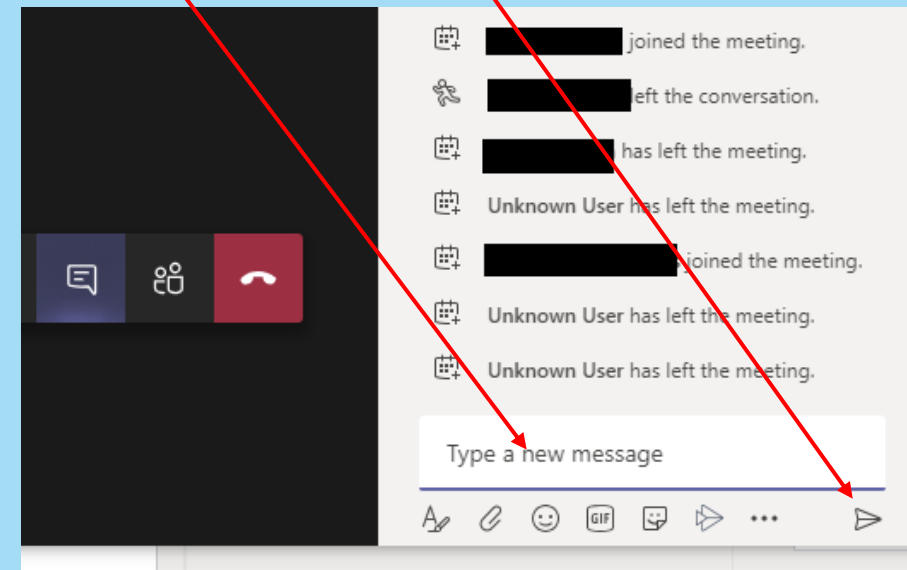 joined the meeting.
left the conversation.
has left the meeting.
Unknown User has left the meeting.
joined the meeting.
Unknown User has left the meeting.
Unknown User has left the meeting.
Type a new message
GIF